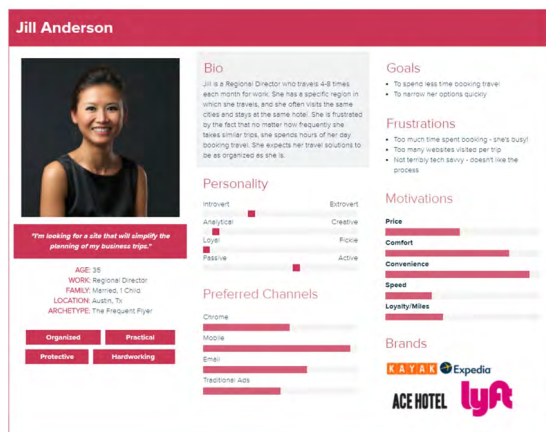 Jill Anderson
"I'm looking for a site that will simplify the
planning of my business trips."
AGE: 35
WORK: Regional Director
FAMILY: Married, 1 Child
LOCATION: Austin, Tx
ARCHETYPE: The Frequent Flyer
Organized
Practical
Protective
Hardworking
Bio
Jill is a Regional Director who travels 4-8 times
each month for work. She has a specific region in
which she travels, and she often visits the same
cities and stays at the same hotel. She is frustrated
by the fact that no matter how frequently she
takes similar trips, she spends hours of her day
booking travel. She expects her travel solutions to
be as organized as she is.
Personality
Introvert Extrovert
Analytical Creative
Loyal Fickle
Passive Active
Preferred Channels
Chrome
Mobile
Email
Traditional Ads
Goals
• To spend less time booking travel
• To narrow her options quickly
Frustrations
• Too much time spent booking - she's busy!
• Too many websites visited per trip
• Not terribly tech savvy - doesn't like the
process
Motivations
Price
Comfort
Convenience
Speed
Loyalty/Miles
Brands
KAYAK Expedia
ACE HOTEL lyft